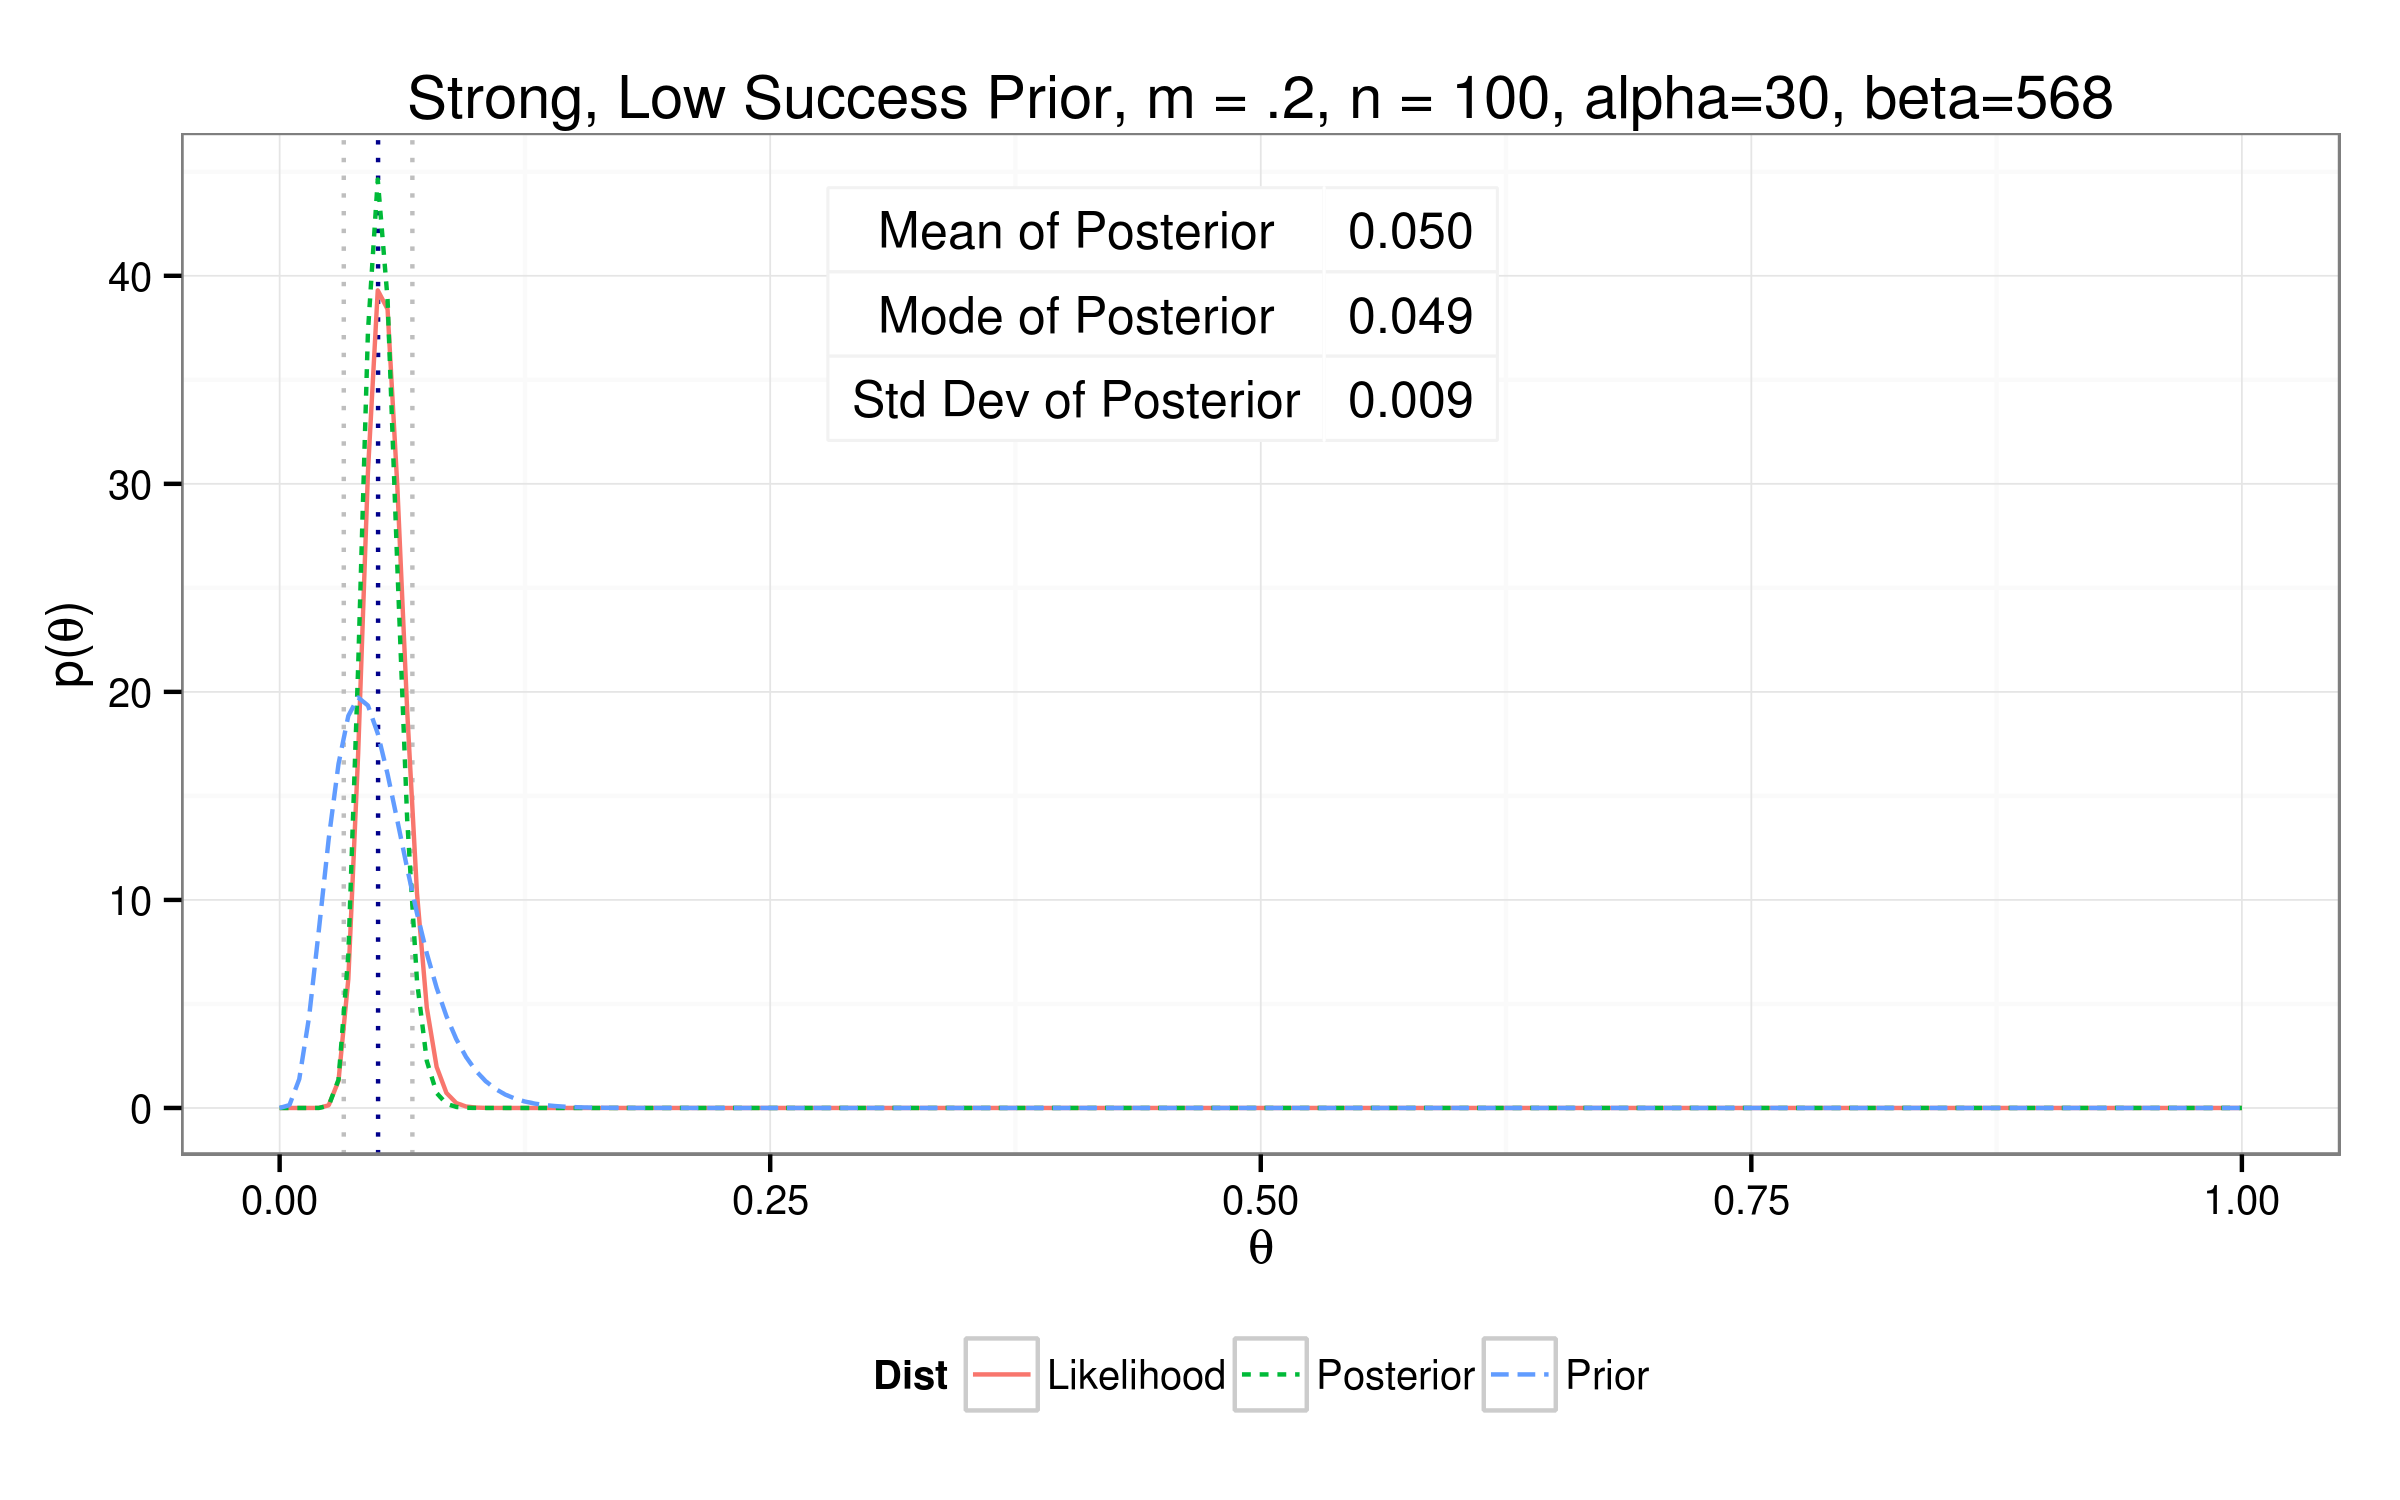 Strong, Low Success Prior, m = .2, n = 100, alpha=30, beta=568
Mean of Posterior 0.050
Mode of Posterior 0.049
Std Dev of Posterior 0.009
p(θ)
40
30
20
10
0
0.00 0.25 0.50 0.75 1.00
θ
Dist Likelihood Posterior Prior